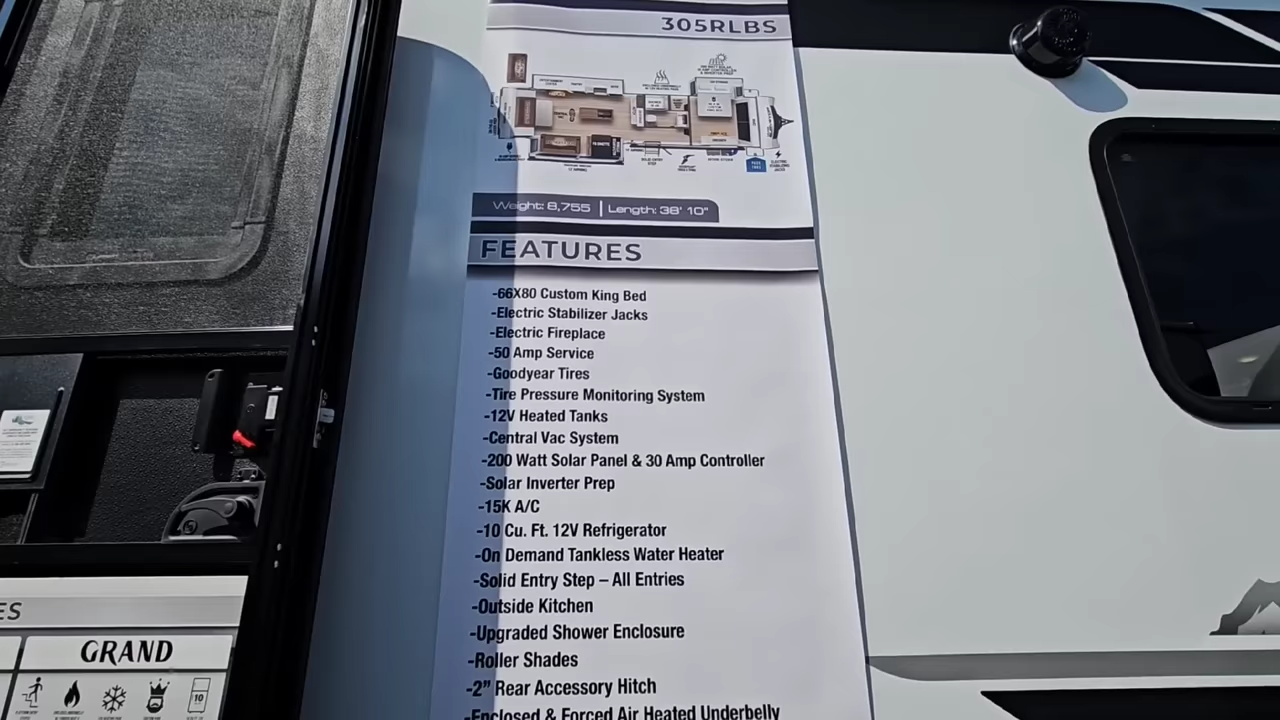 305RLBS
Weight: 8,755 | Length: 38' 10"
FEATURES
-66X80 Custom King Bed
-Electric Stabilizer Jacks
-Electric Fireplace
-50 Amp Service
-Goodyear Tires
-Tire Pressure Monitoring System
-12V Heated Tanks
-Central Vac System
-200 Watt Solar Panel & 30 Amp Controller
-Solar Inverter Prep
-15K A/C
-10 Cu. Ft. 12V Refrigerator
-On Demand Tankless Water Heater
-Solid Entry Step – All Entries
-Outside Kitchen
-Upgraded Shower Enclosure
-Roller Shades
-2” Rear Accessory Hitch
-Enclosed & Forced Air Heated Underbelly
ES
GRAND
10